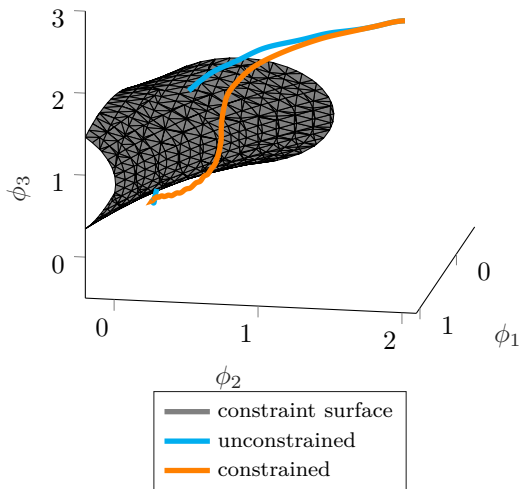 3
2
1
0
ϕ3
0
1
2
1
0
ϕ1
ϕ2
constraint surface
unconstrained
constrained